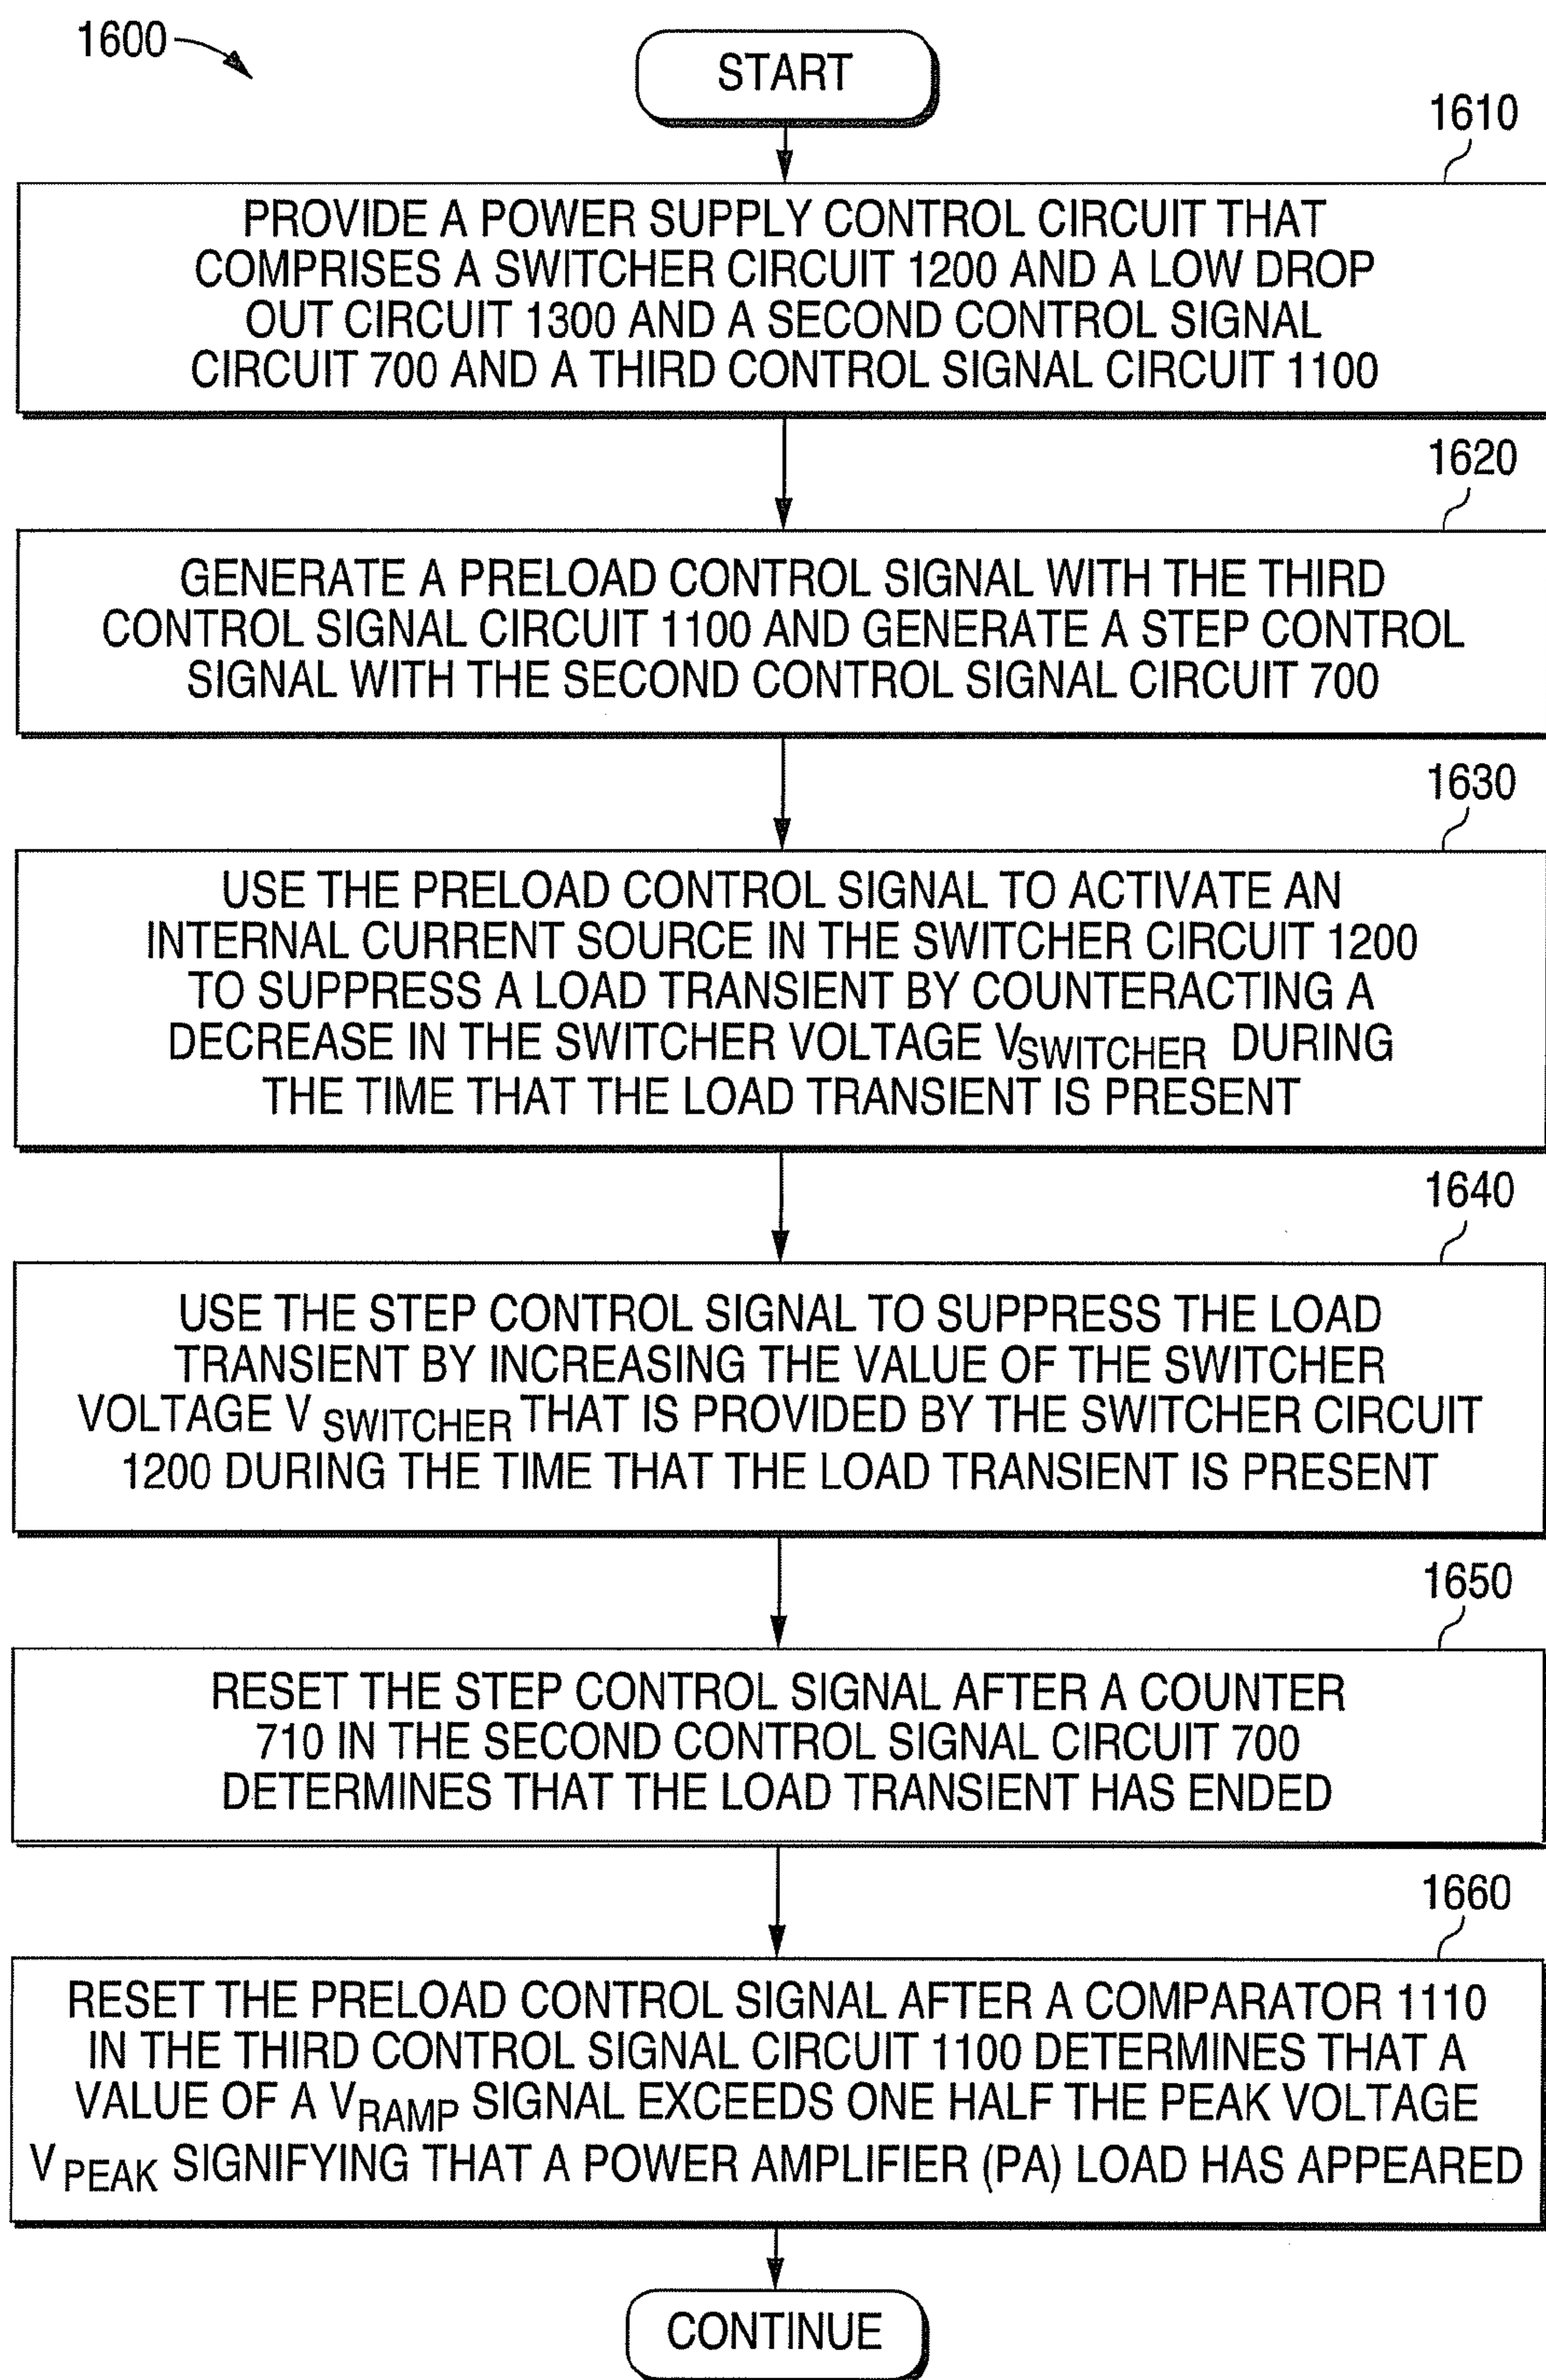 1600
START
1610
PROVIDE A POWER SUPPLY CONTROL CIRCUIT THAT
COMPRISES A SWITCHER CIRCUIT 1200 AND A LOW DROP
OUT CIRCUIT 1300 AND A SECOND CONTROL SIGNAL
CIRCUIT 700 AND A THIRD CONTROL SIGNAL CIRCUIT 1100
1620
GENERATE A PRELOAD CONTROL SIGNAL WITH THE THIRD
CONTROL SIGNAL CIRCUIT 1100 AND GENERATE A STEP CONTROL
SIGNAL WITH THE SECOND CONTROL SIGNAL CIRCUIT 700
1630
USE THE PRELOAD CONTROL SIGNAL TO ACTIVATE AN
INTERNAL CURRENT SOURCE IN THE SWITCHER CIRCUIT 1200
TO SUPPRESS A LOAD TRANSIENT BY COUNTERACTING A
DECREASE IN THE SWITCHER VOLTAGE VSWITCHER DURING
THE TIME THAT THE LOAD TRANSIENT IS PRESENT
1640
USE THE STEP CONTROL SIGNAL TO SUPPRESS THE LOAD
TRANSIENT BY INCREASING THE VALUE OF THE SWITCHER
VOLTAGE V SWITCHER THAT IS PROVIDED BY THE SWITCHER CIRCUIT
1200 DURING THE TIME THAT THE LOAD TRANSIENT IS PRESENT
1650
RESET THE STEP CONTROL SIGNAL AFTER A COUNTER
710 IN THE SECOND CONTROL SIGNAL CIRCUIT 700
DETERMINES THAT THE LOAD TRANSIENT HAS ENDED
1660
RESET THE PRELOAD CONTROL SIGNAL AFTER A COMPARATOR 1110
IN THE THIRD CONTROL SIGNAL CIRCUIT 1100 DETERMINES THAT A
VALUE OF A VRAMP SIGNAL EXCEEDS ONE HALF THE PEAK VOLTAGE
V PEAK SIGNIFYING THAT A POWER AMPLIFIER (PA) LOAD HAS APPEARED
CONTINUE